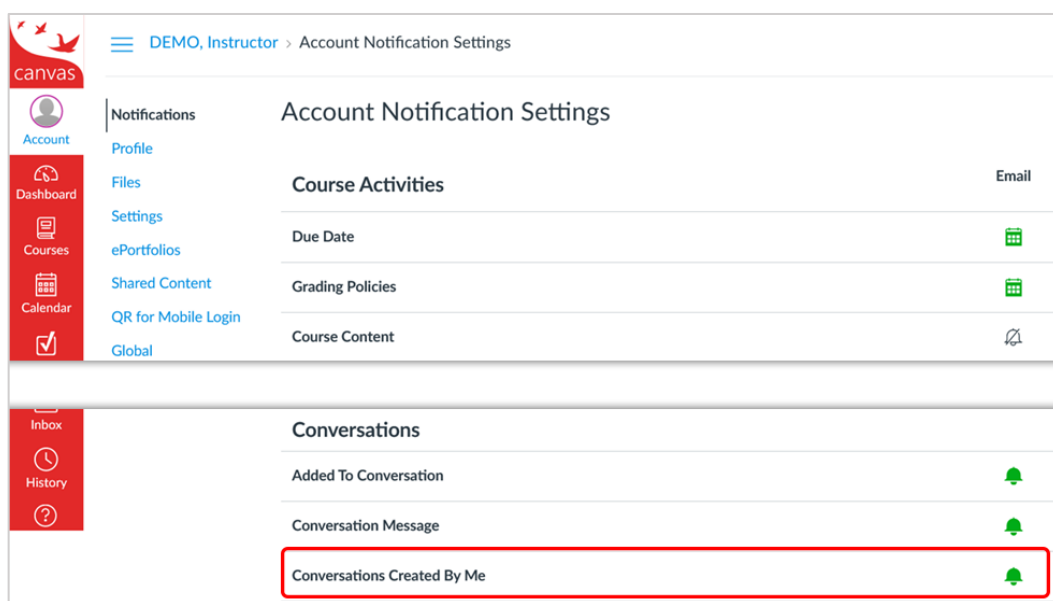 canvas
DEMO, Instructor > Account Notification Settings
Account
Dashboard
Courses
Calendar
Notifications
Profile
Files
Settings
ePortfolios
Shared Content
QR for Mobile Login
Global
Account Notification Settings
Course Activities Email
Due Date
Grading Policies
Course Content
Inbox
History
Conversations
Added To Conversation
Conversation Message
Conversations Created By Me